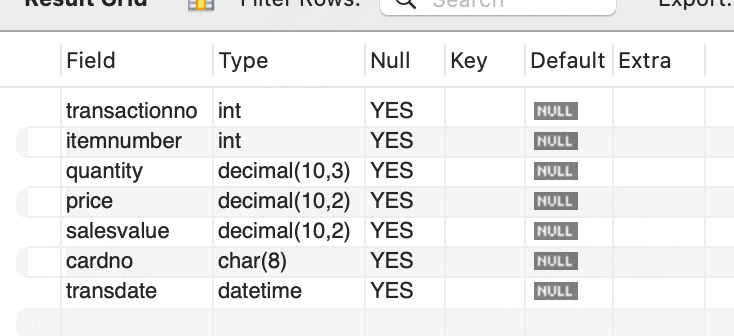 Result Grid Filter Rows: Search Export:
Field Type Null Key Default Extra
transactionno int YES NULL
itemnumber int YES NULL
quantity decimal(10,3) YES NULL
price decimal(10,2) YES NULL
salesvalue decimal(10,2) YES NULL
cardno char(8) YES NULL
transdate datetime YES NULL